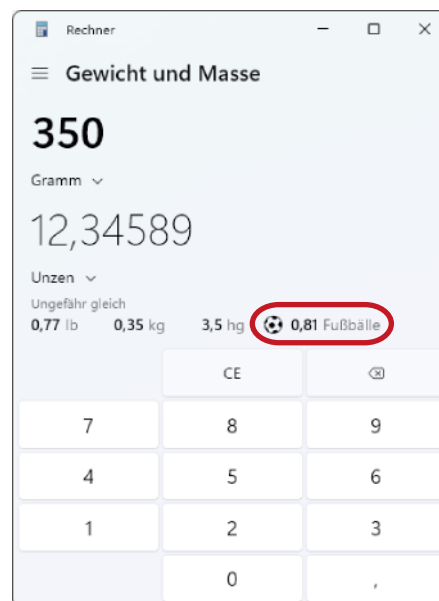 Rechner
Gewicht und Masse
350
Gramm
12,34589
Unzen
Ungefähr gleich
0,77 lb 0,35 kg 3,5 hg 0,81 Fußbälle
CE
7 8 9
4 5 6
1 2 3
0 ,